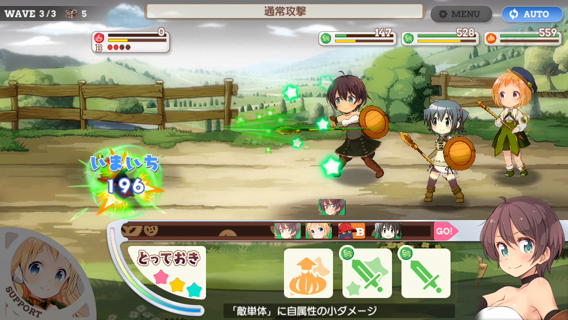 WAVE 3/3 5
通常攻撃
MENU
AUTO
0
147
528
559
いまいち
196
GO!
とっておき
SUPPORT
「敵単体」に自属性の小ダメージ